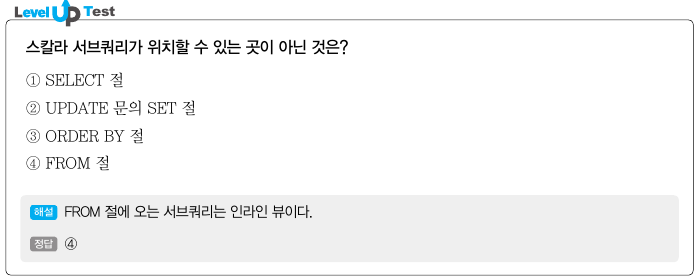 Level Up Test
스칼라 서브쿼리가 위치할 수 있는 곳이 아닌 것은?
① SELECT 절
② UPDATE 문의 SET 절
③ ORDER BY 절
④ FROM 절
해설 FROM 절에 오는 서브쿼리는 인라인 뷰이다.
정답 ④